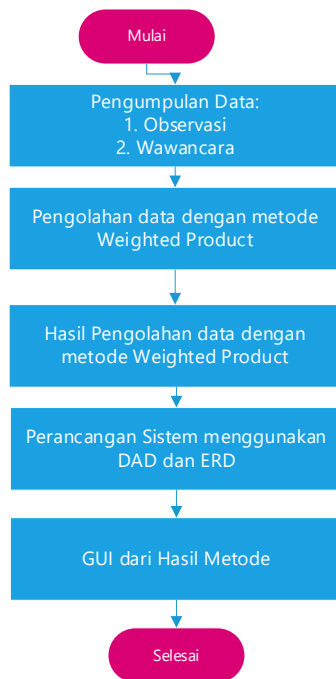 Mulai
Pengumpulan Data:
1. Observasi
2. Wawancara
Pengolahan data dengan metode
Weighted Product
Hasil Pengolahan data dengan
metode Weighted Product
Perancangan Sistem menggunakan
DAD dan ERD
GUI dari Hasil Metode
Selesai